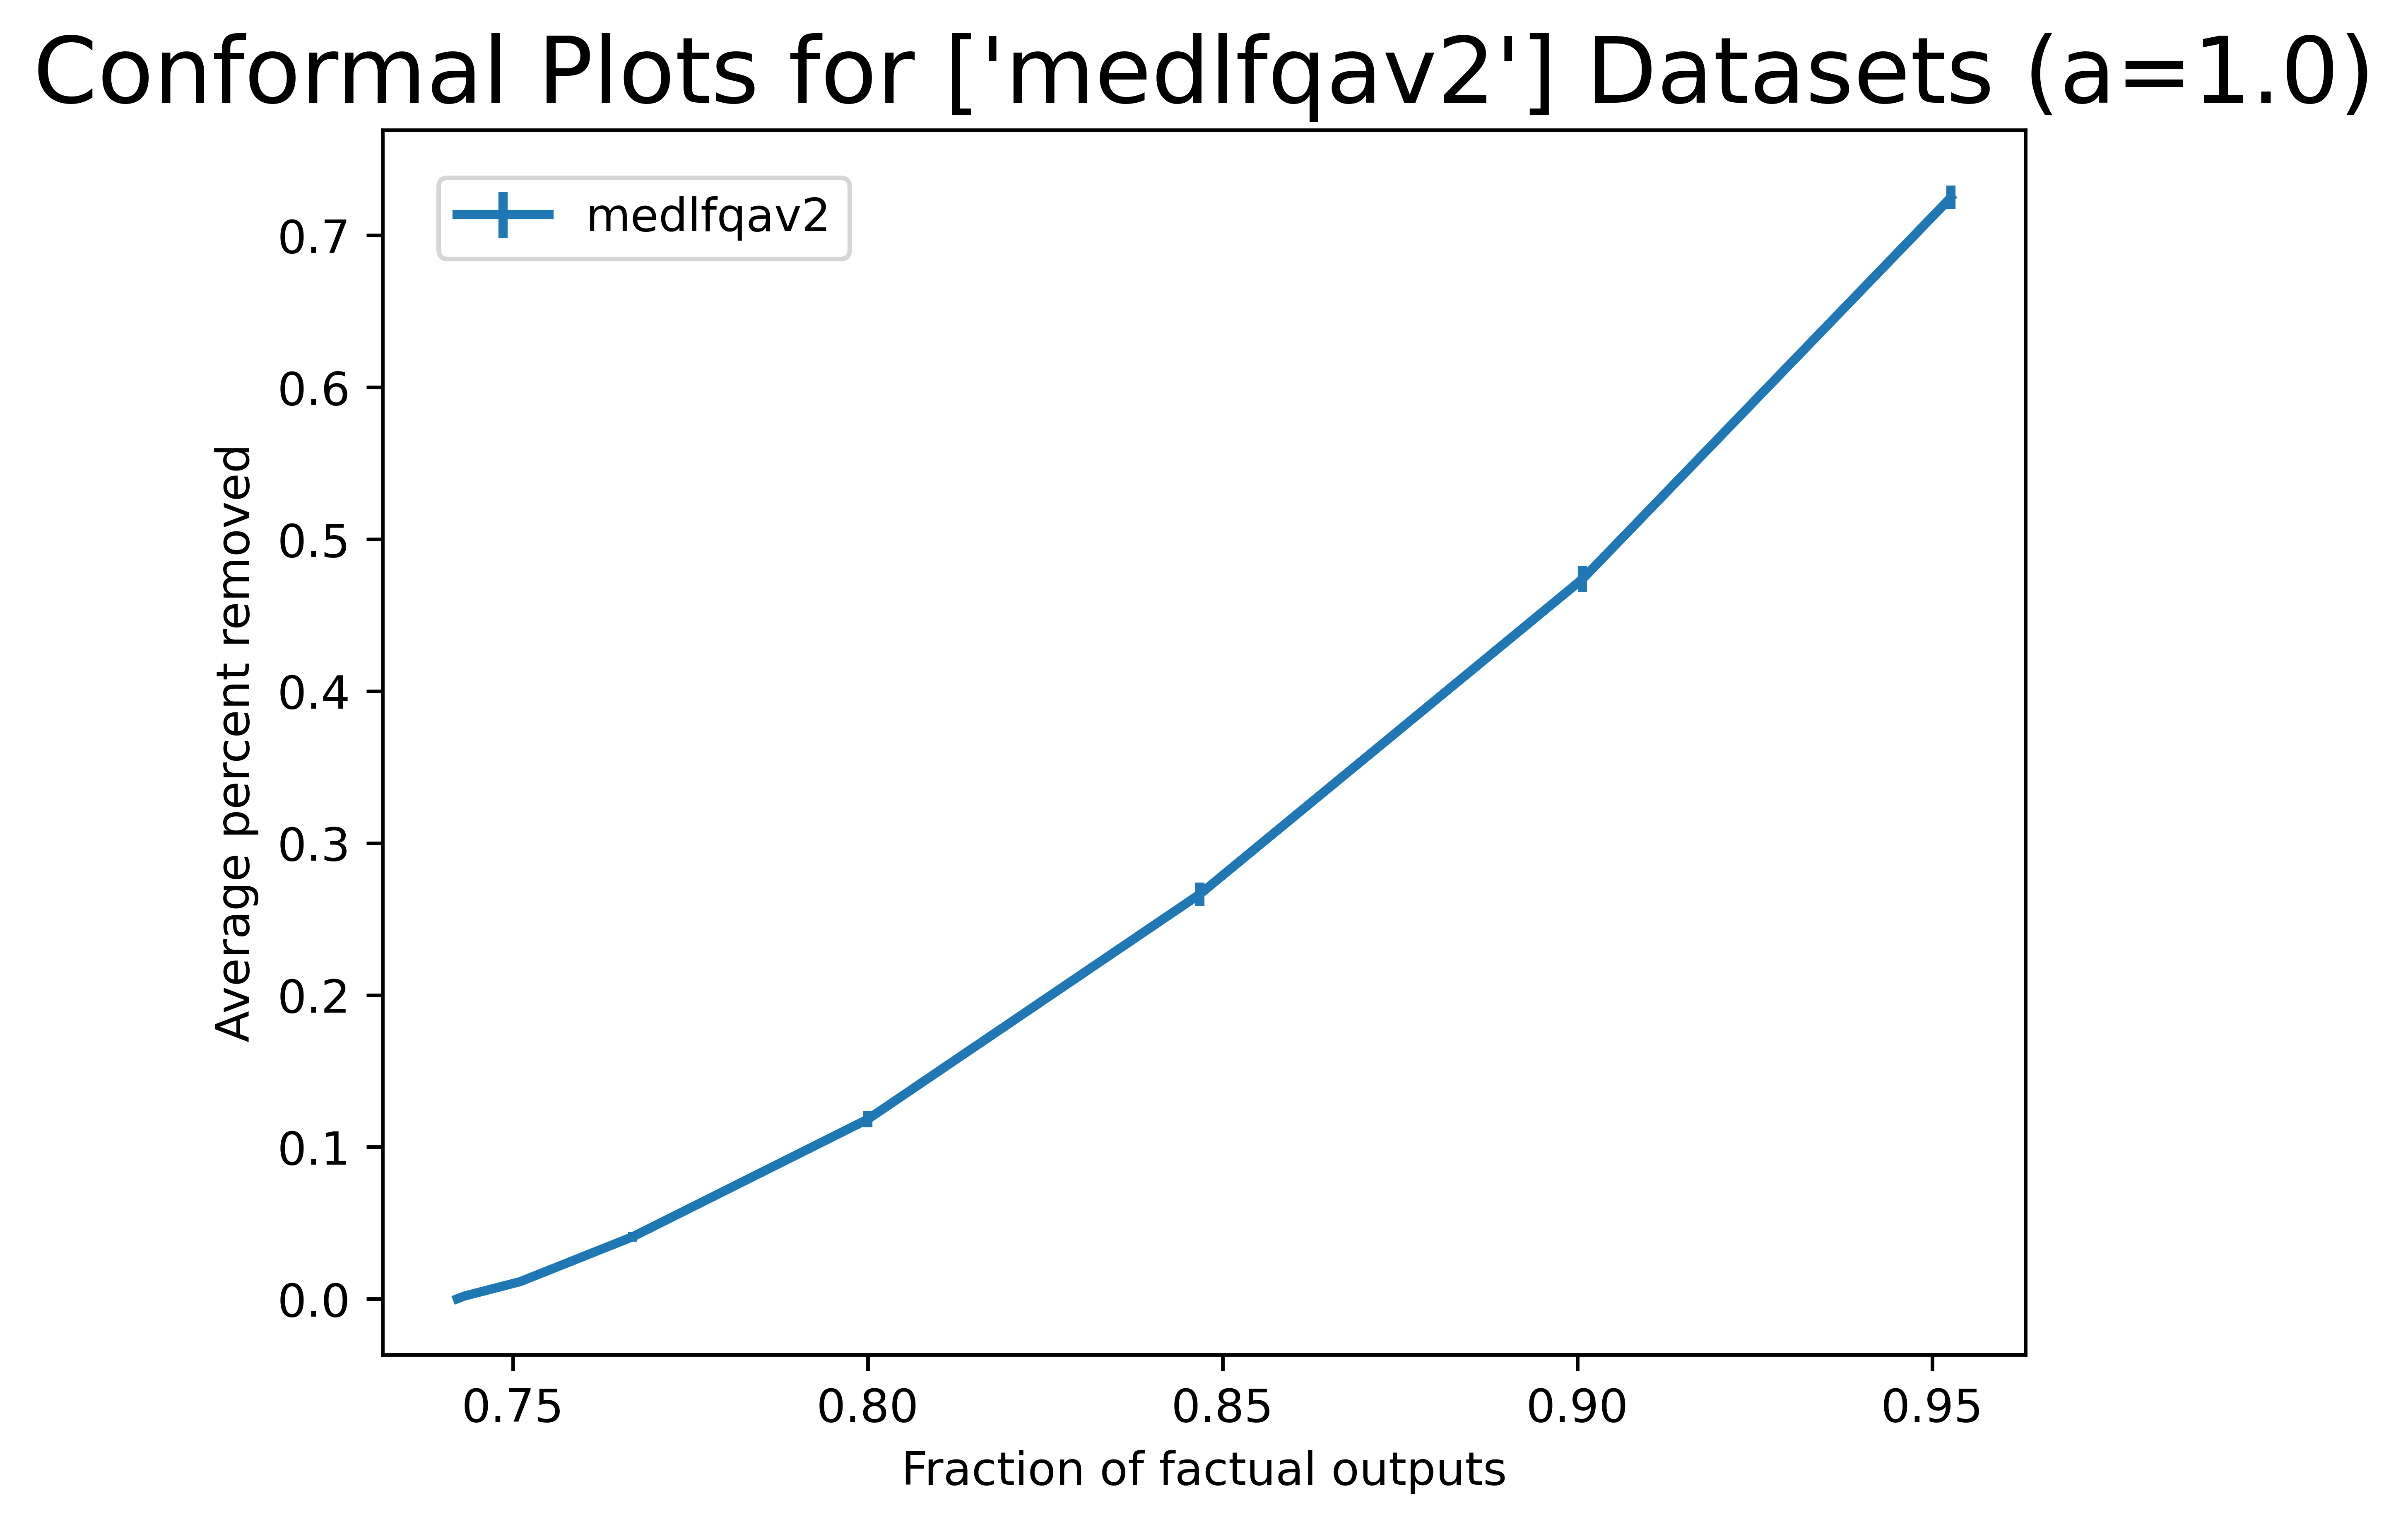 Conformal Plots for ['medlfqav2'] Datasets (a=1.0)
medlfqav2
Average percent removed
0.7
0.6
0.5
0.4
0.3
0.2
0.1
0.0
0.75 0.80 0.85 0.90 0.95
Fraction of factual outputs